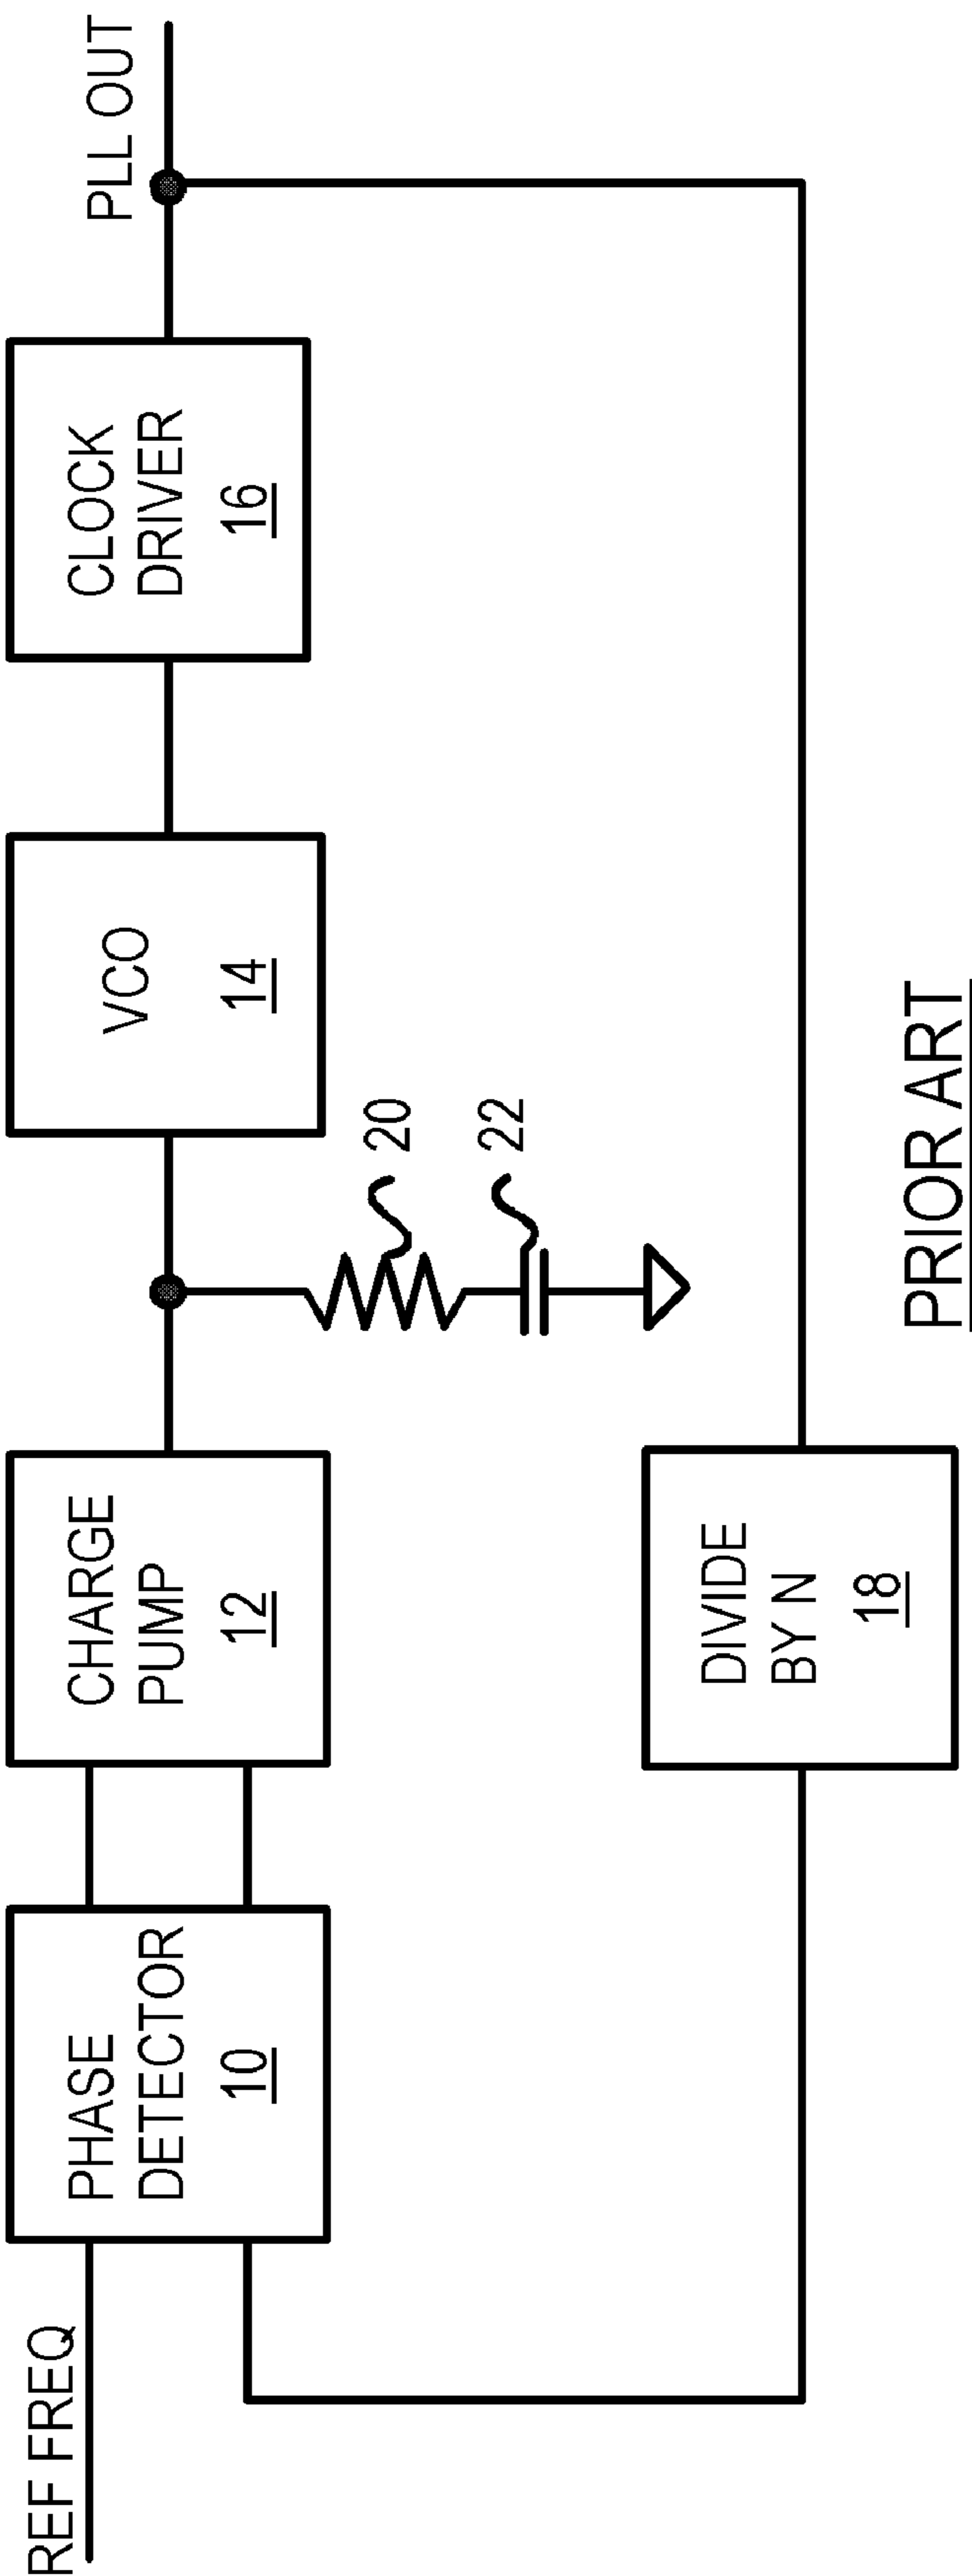 REF FREQ
PHASE
DETECTOR
10
CHARGE
PUMP
12
VCO
14
CLOCK
DRIVER
16
PLL OUT
20
22
DIVIDE
BY N
18
PRIOR ART